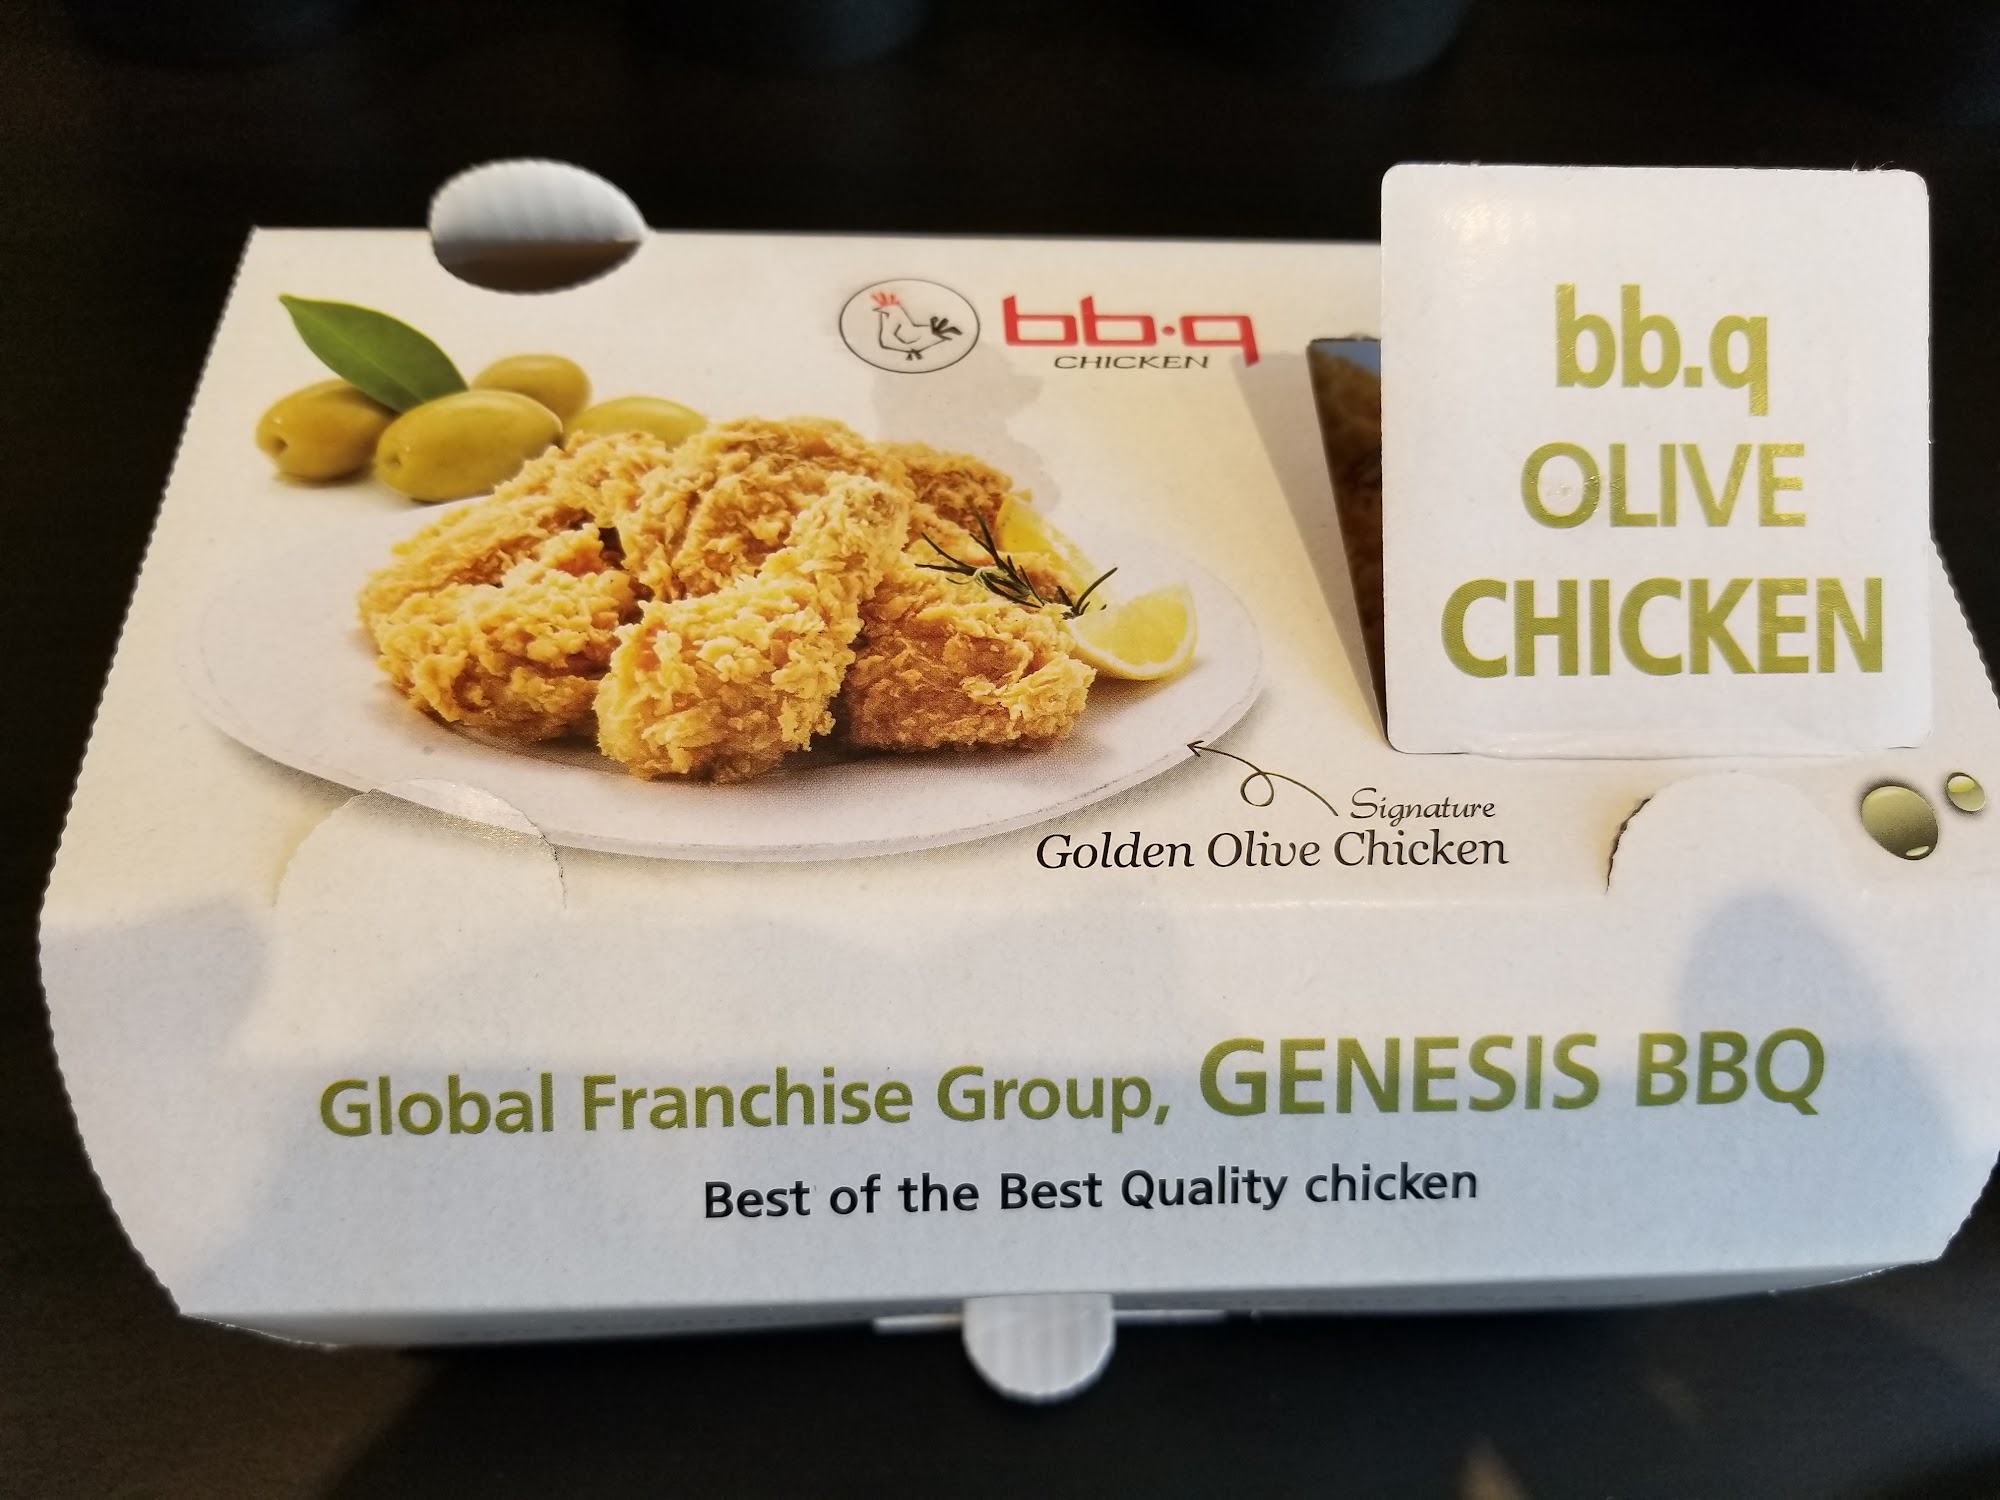 bb.q
CHICKEN
bb.q
OLIVE
CHICKEN
Signature
Golden Olive Chicken
Global Franchise Group, GENESIS BBQ
Best of the Best Quality chicken